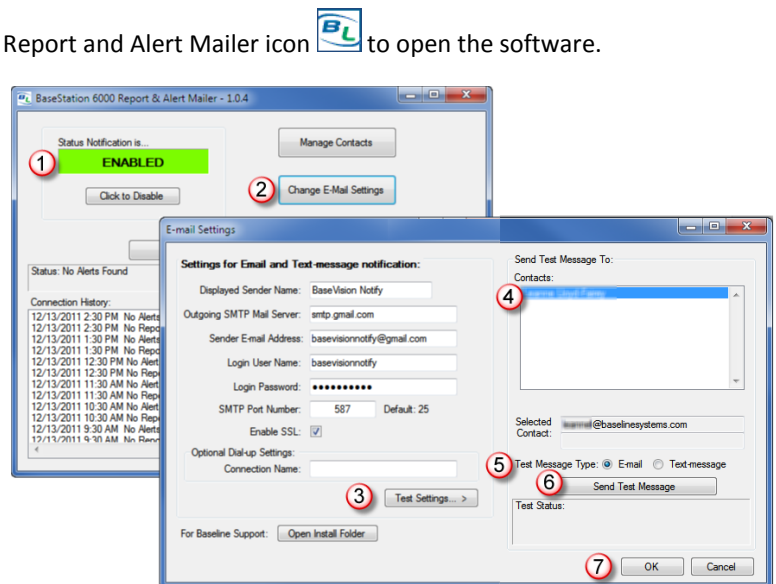 Report and Alert Mailer icon BL to open the software.
BaseStation 6000 Report & Alert Mailer - 1.0.4
Status Notification is...
1
ENABLED
Click to Disable
Manage Contacts
2
Change E-Mail Settings
Status: No Alerts Found
Connection History:
12/13/2011 2:30 PM No Alerts
12/13/2011 2:30 PM No Repo
12/13/2011 1:30 PM No Alerts
12/13/2011 1:30 PM No Repo
12/13/2011 12:30 PM No Alert
12/13/2011 12:30 PM No Rep
12/13/2011 11:30 AM No Alert
12/13/2011 11:30 AM No Rep
12/13/2011 10:30 AM No Alert
12/13/2011 10:30 AM No Rep
12/13/2011 9:30 AM No Alerts
12/13/2011 9:30 AM No Repo
E-mail Settings
Settings for Email and Text-message notification:
Displayed Sender Name: BaseVision Notify
Outgoing SMTP Mail Server: smtp.gmail.com
Sender E-mail Address: basevisionnotify@gmail.com
Login User Name: basevisionnotify
Login Password: ••••••••••
SMTP Port Number: 587 Default: 25
Enable SSL:
Optional Dial-up Settings:
Connection Name:
3
Test Settings... >
For Baseline Support: Open Install Folder
Send Test Message To:
Contacts:
4
Selected
Contact:
@baselinesystems.com
5
Test Message Type: E-mail Text-message
6
Send Test Message
Test Status:
7
OK Cancel